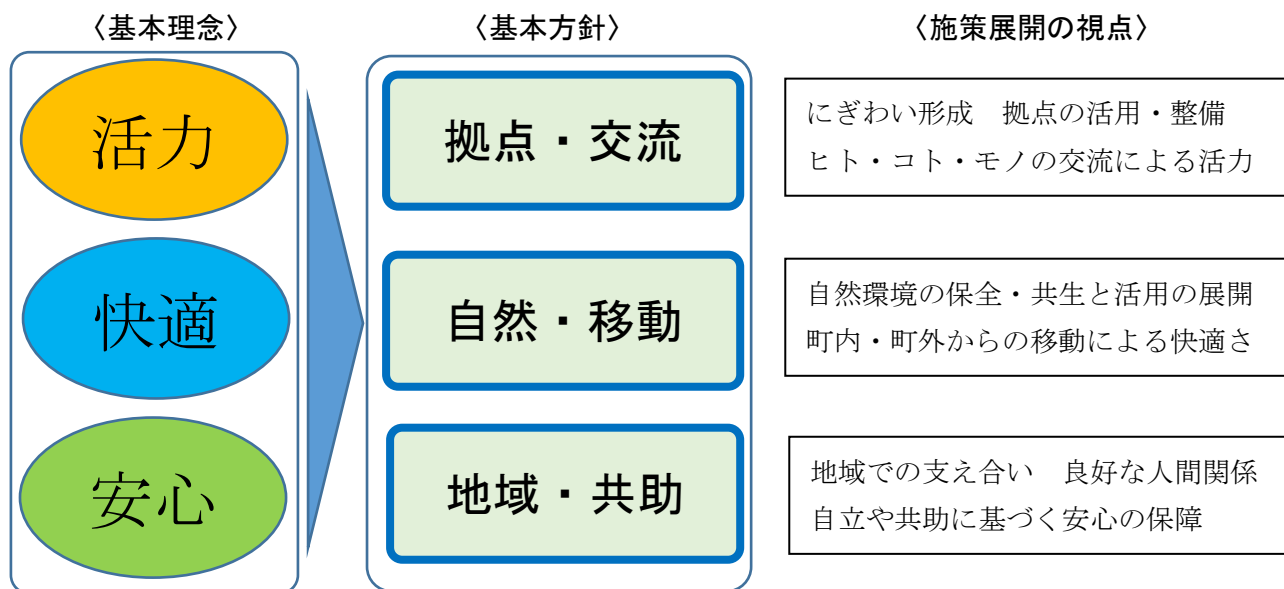 〈基本理念〉
〈基本方針〉
〈施策展開の視点〉
活力
拠点・交流
にぎわい形成　拠点の活用・整備
ヒト・コト・モノの交流による活力
快適
自然・移動
自然環境の保全・共生と活用の展開
町内・町外からの移動による快適さ
安心
地域・共助
地域での支え合い　良好な人間関係
自立や共助に基づく安心の保障